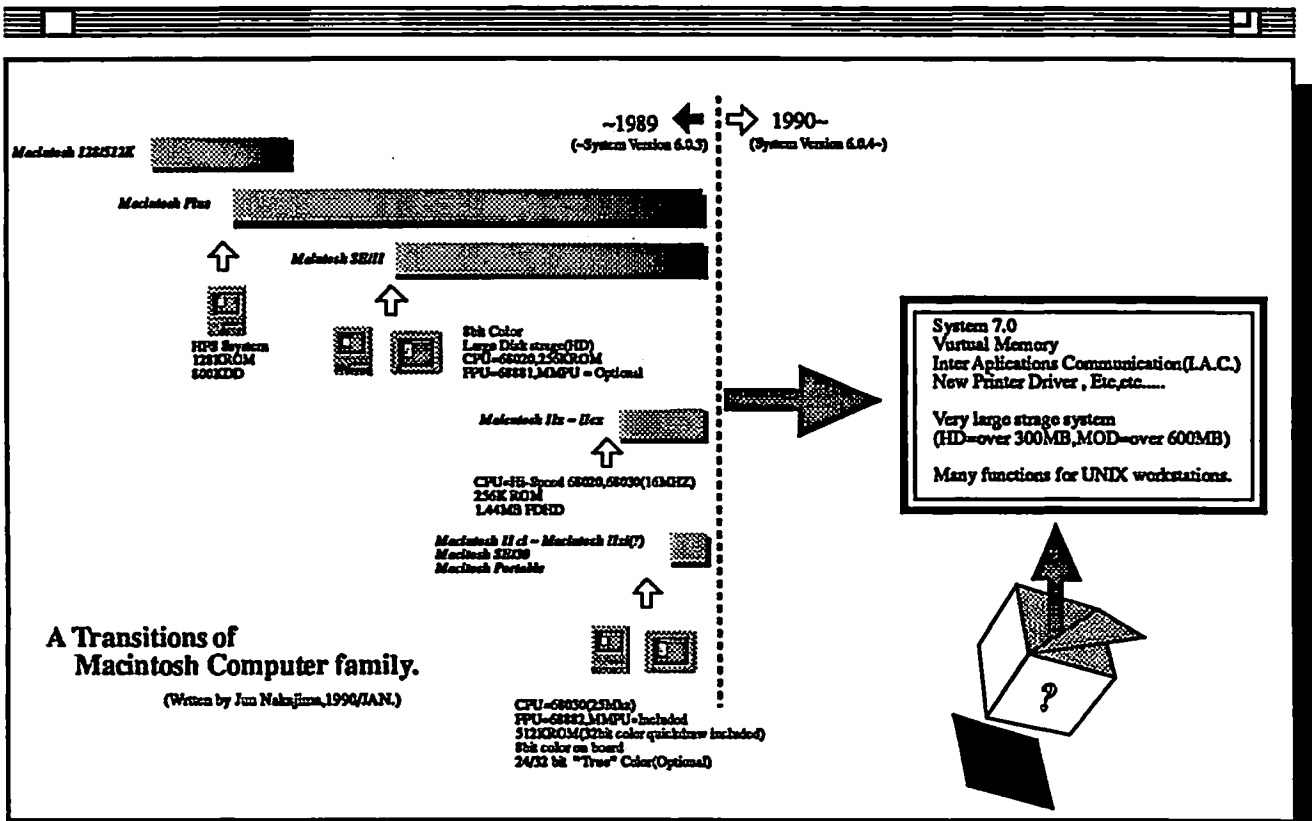 ~1989
1990~
(~System Version 6.0.3)
(System Version 6.0.4~)
Macintosh 128/512K
Macintosh Plus
Macintosh SE/II
HFS Ssystem
128KROM
800KDD
8bit Color
Large Disk strage(HD)
CPU=68020,256KROM
FPU=68881,MMPU = Optional
Macintosh IIx ~ IIcx
CPU=Hi-Speed 68020,68030(16MHZ)
256K ROM
1.44MB FDHD
Macintosh II ci ~ Macintosh IIxi(?)
Macitosh SE/30
Macitosh Portable
CPU=68030(25Mhz)
FPU=68882,MMPU=Included
512KROM(32bit color quickdraw included)
8bit color on board
24/32 bit "True" Color(Optional)
System 7.0
Vurtual Memory
Inter Aplications Communication(I.A.C.)
New Printer Driver , Etc,etc.....
Very large strage system
(HD=over 300MB,MOD=over 600MB)
Many functions for UNIX workstations.
?
A Transitions of
Macintosh Computer family.
(Written by Jun Nakajima,1990/JAN.)